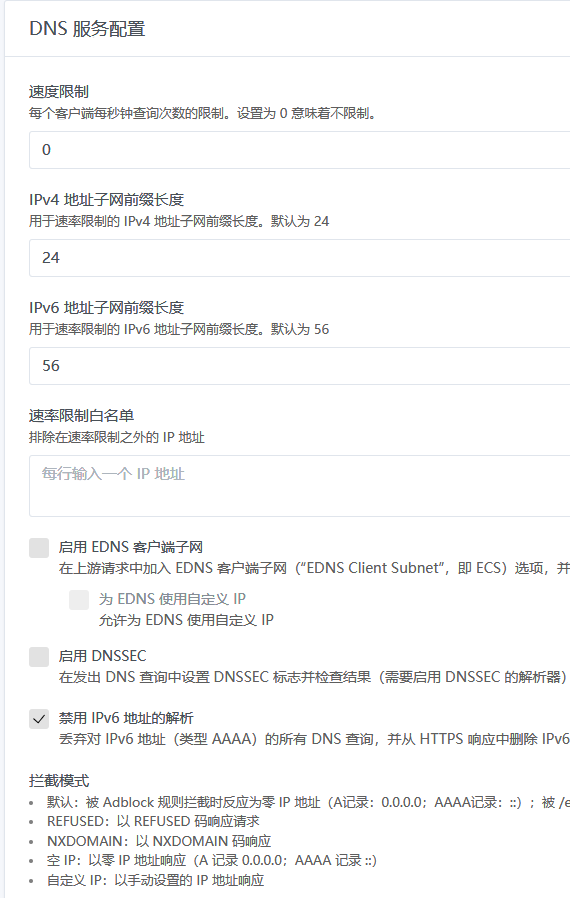 DNS 服务配置
速度限制
每个客户端每秒钟查询次数的限制。设置为 0 意味着不限制。
0
IPv4 地址子网前缀长度
用于速率限制的 IPv4 地址子网前缀长度。默认为 24
24
IPv6 地址子网前缀长度
用于速率限制的 IPv6 地址子网前缀长度。默认为 56
56
速率限制白名单
排除在速率限制之外的 IP 地址
每行输入一个 IP 地址
启用 EDNS 客户端子网
在上游请求中加入 EDNS 客户端子网（“EDNS Client Subnet”，即 ECS）选项，并
为 EDNS 使用自定义 IP
允许为 EDNS 使用自定义 IP
启用 DNSSEC
在发出 DNS 查询中设置 DNSSEC 标志并检查结果（需要启用 DNSSEC 的解析器）
禁用 IPv6 地址的解析
丢弃对 IPv6 地址（类型 AAAA）的所有 DNS 查询，并从 HTTPS 响应中删除 IPv6
拦截模式
• 默认：被 Adblock 规则拦截时反应为零 IP 地址（A记录：0.0.0.0；AAAA记录：::）；被 /e
• REFUSED：以 REFUSED 码响应请求
• NXDOMAIN：以 NXDOMAIN 码响应
• 空 IP：以零 IP 地址响应（A 记录 0.0.0.0；AAAA 记录 ::）
• 自定义 IP：以手动设置的 IP 地址响应